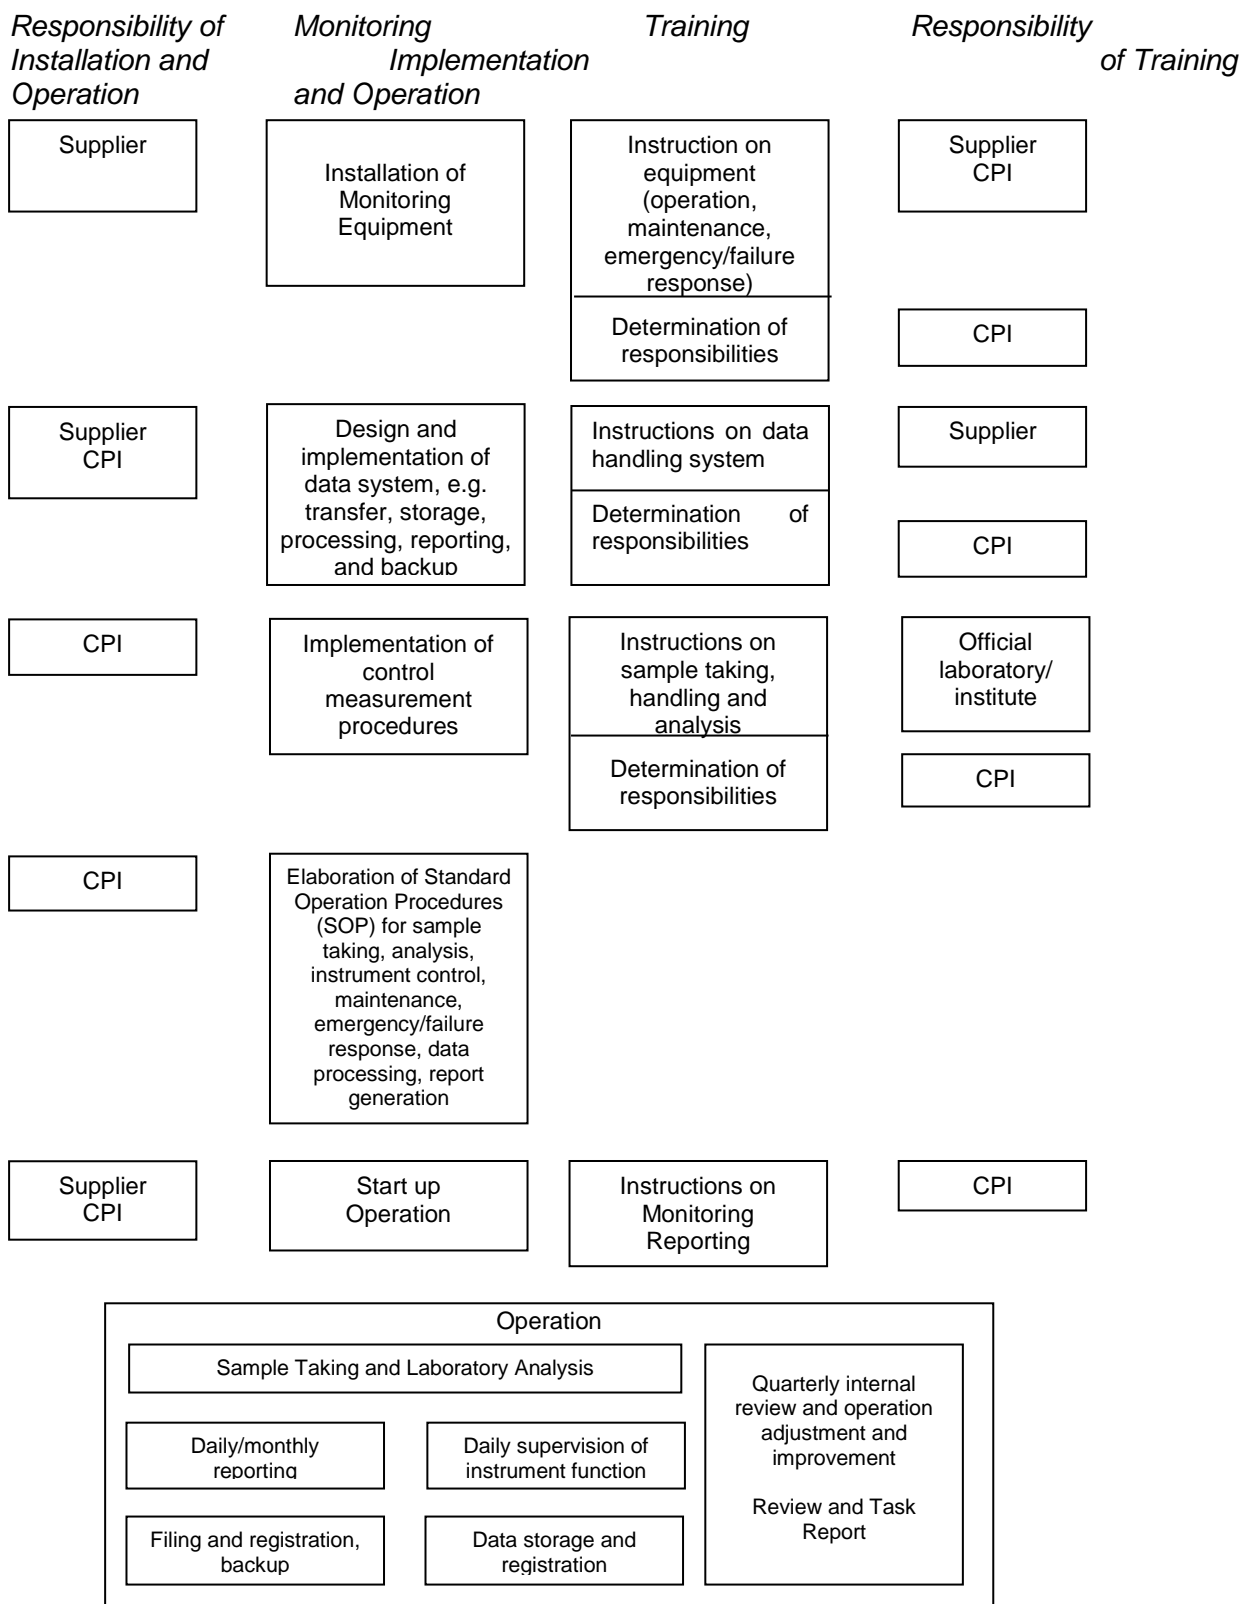 Responsibility of Monitoring Training Responsibility
Installation and Implementation of Training
Operation and Operation
Supplier
Installation of
Monitoring
Equipment
Instruction on
equipment
(operation,
maintenance,
emergency/failure
response)
Determination of
responsibilities
Supplier
CPI
CPI
Supplier
CPI
Design and
implementation of
data system, e.g.
transfer, storage,
processing, reporting,
and backup
Instructions on data
handling system
Determination of
responsibilities
Supplier
CPI
CPI
Implementation of
control
measurement
procedures
Instructions on
sample taking,
handling and
analysis
Determination of
responsibilities
Official
laboratory/
institute
CPI
CPI
Elaboration of Standard
Operation Procedures
(SOP) for sample
taking, analysis,
instrument control,
maintenance,
emergency/failure
response, data
processing, report
generation
Supplier
CPI
Start up
Operation
Instructions on
Monitoring
Reporting
CPI
Operation
Sample Taking and Laboratory Analysis
Daily/monthly
reporting
Daily supervision of
instrument function
Filing and registration,
backup
Data storage and
registration
Quarterly internal
review and operation
adjustment and
improvement
Review and Task
Report